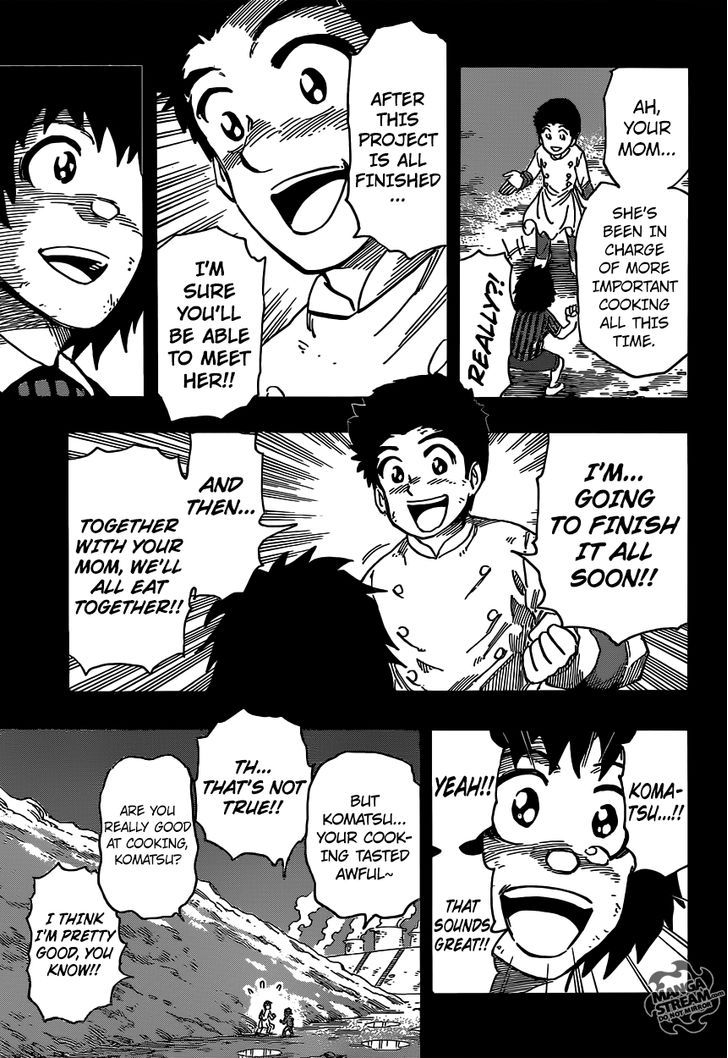 AH,
YOUR
MOM...
SHE'S
BEEN IN
CHARGE
OF MORE
IMPORTANT
COOKING
ALL THIS
TIME.
REALLY?!
AFTER
THIS
PROJECT
IS ALL
FINISHED
...
I'M
SURE
YOU'LL
BE ABLE
TO MEET
HER!!
I'M...
GOING
TO FINISH
IT ALL
SOON!!
AND
THEN...
TOGETHER
WITH YOUR
MOM, WE'LL
ALL EAT
TOGETHER!!
KOMA-
TSU...!!
YEAH!!
THAT
SOUNDS
GREAT!!
BUT
KOMATSU...
YOUR COOK-
ING TASTED
AWFUL~
TH...
THAT'S NOT
TRUE!!
ARE YOU
REALLY GOOD
AT COOKING,
KOMATSU?
I THINK
I'M PRETTY
GOOD, YOU
KNOW!!
MANGA
STREAM